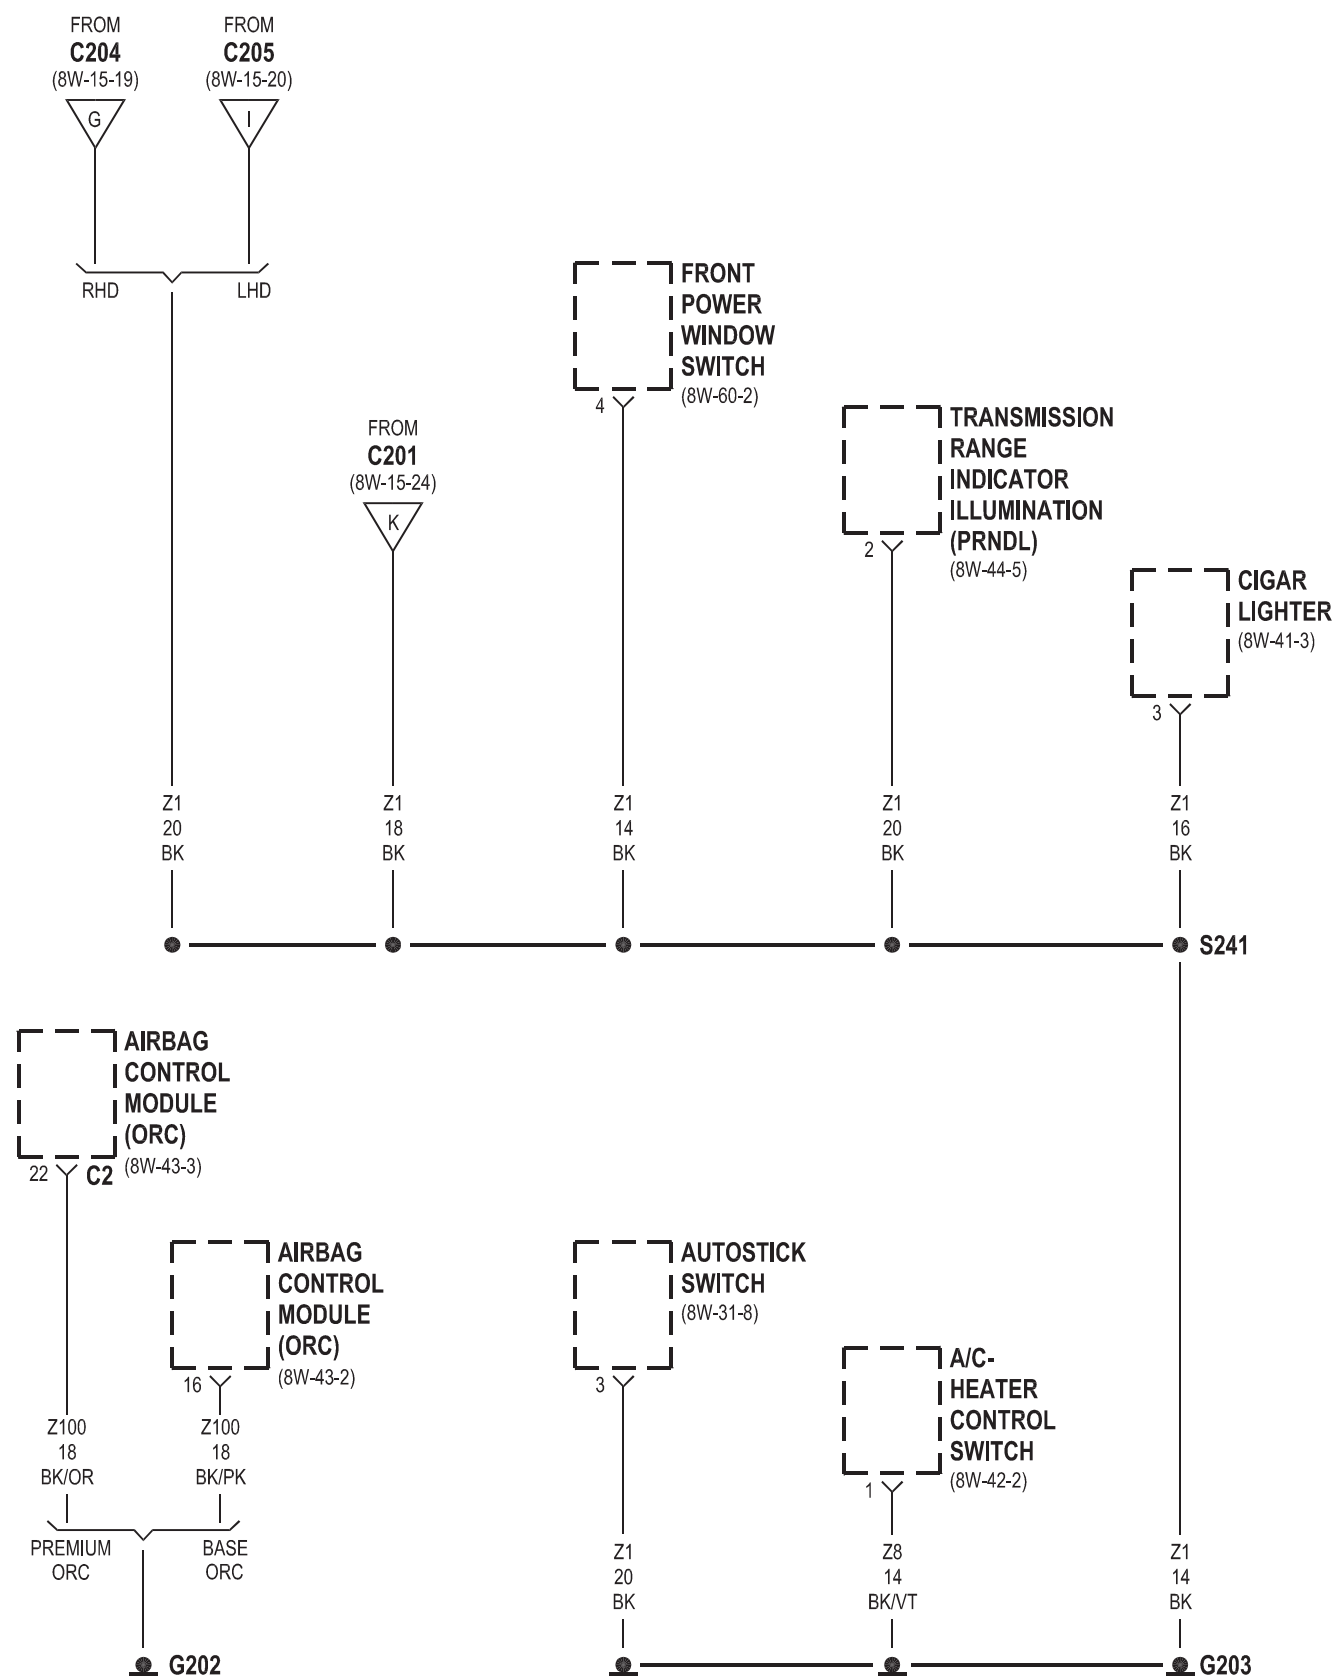 FROM
C204
(8W-15-19)
G
FROM
C205
(8W-15-20)
I
RHD
LHD
FROM
C201
(8W-15-24)
K
FRONT
POWER
WINDOW
SWITCH
(8W-60-2)
4
TRANSMISSION
RANGE
INDICATOR
ILLUMINATION
(PRNDL)
(8W-44-5)
2
CIGAR
LIGHTER
(8W-41-3)
3
Z1
20
BK
Z1
18
BK
Z1
14
BK
Z1
20
BK
Z1
16
BK
S241
AIRBAG
CONTROL
MODULE
(ORC)
(8W-43-3)
22
C2
AIRBAG
CONTROL
MODULE
(ORC)
(8W-43-2)
16
Z100
18
BK/OR
Z100
18
BK/PK
PREMIUM
ORC
BASE
ORC
G202
AUTOSTICK
SWITCH
(8W-31-8)
3
A/C-
HEATER
CONTROL
SWITCH
(8W-42-2)
1
Z1
20
BK
Z8
14
BK/VT
Z1
14
BK
G203